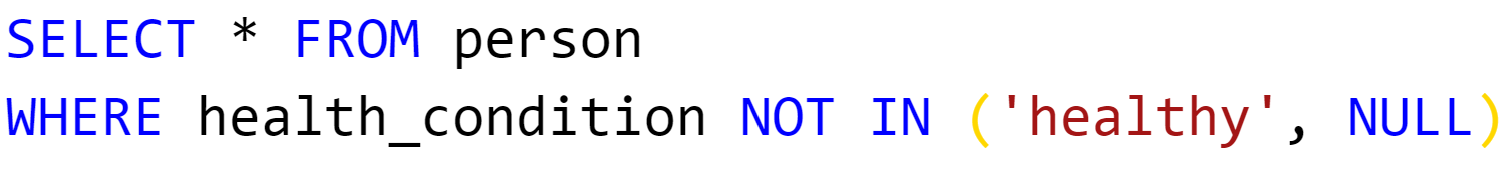 SELECT * FROM person
WHERE health_condition NOT IN ('healthy', NULL)